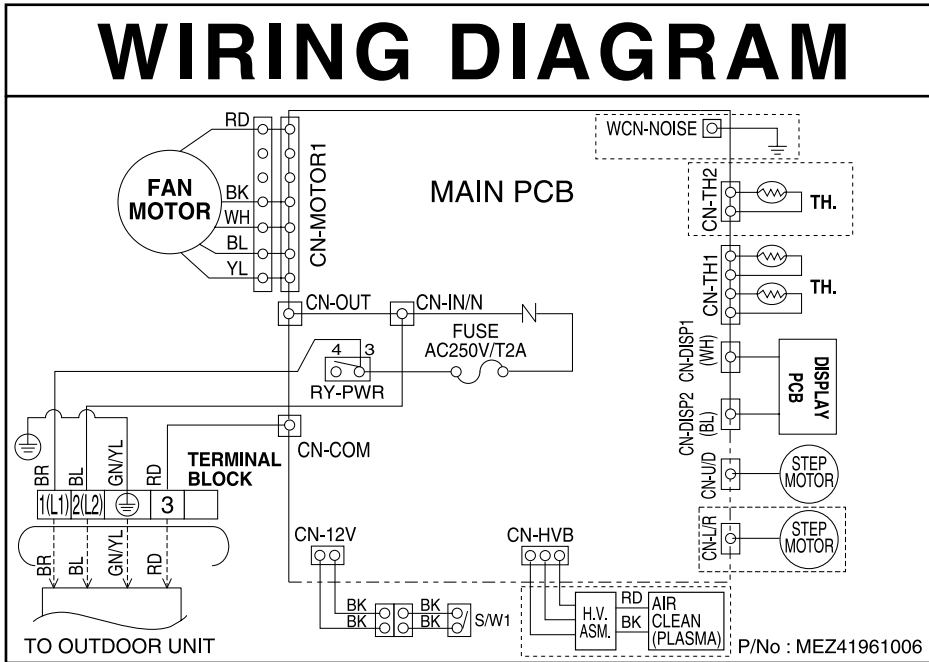 WIRING DIAGRAM
RD
FAN
MOTOR
BK
WH
BL
YL
CN-MOTOR1
MAIN PCB
WCN-NOISE
CN-TH2
TH.
CN-TH1
TH.
CN-OUT
CN-IN/N
N
FUSE
AC250V/T2A
4 3
RY-PWR
CN-DISP1
(WH)
CN-DISP2
(BL)
DISPLAY
PCB
CN-COM
CN-U/D
STEP
MOTOR
CN-L/R
STEP
MOTOR
BR
BL
GN/YL
RD
TERMINAL
BLOCK
1(L1) 2(L2) 3
BR
BL
GN/YL
RD
TO OUTDOOR UNIT
CN-12V
BK BK
BK BK
S/W1
CN-HVB
H.V.
ASM.
RD
BK
AIR
CLEAN
(PLASMA)
P/No : MEZ41961006